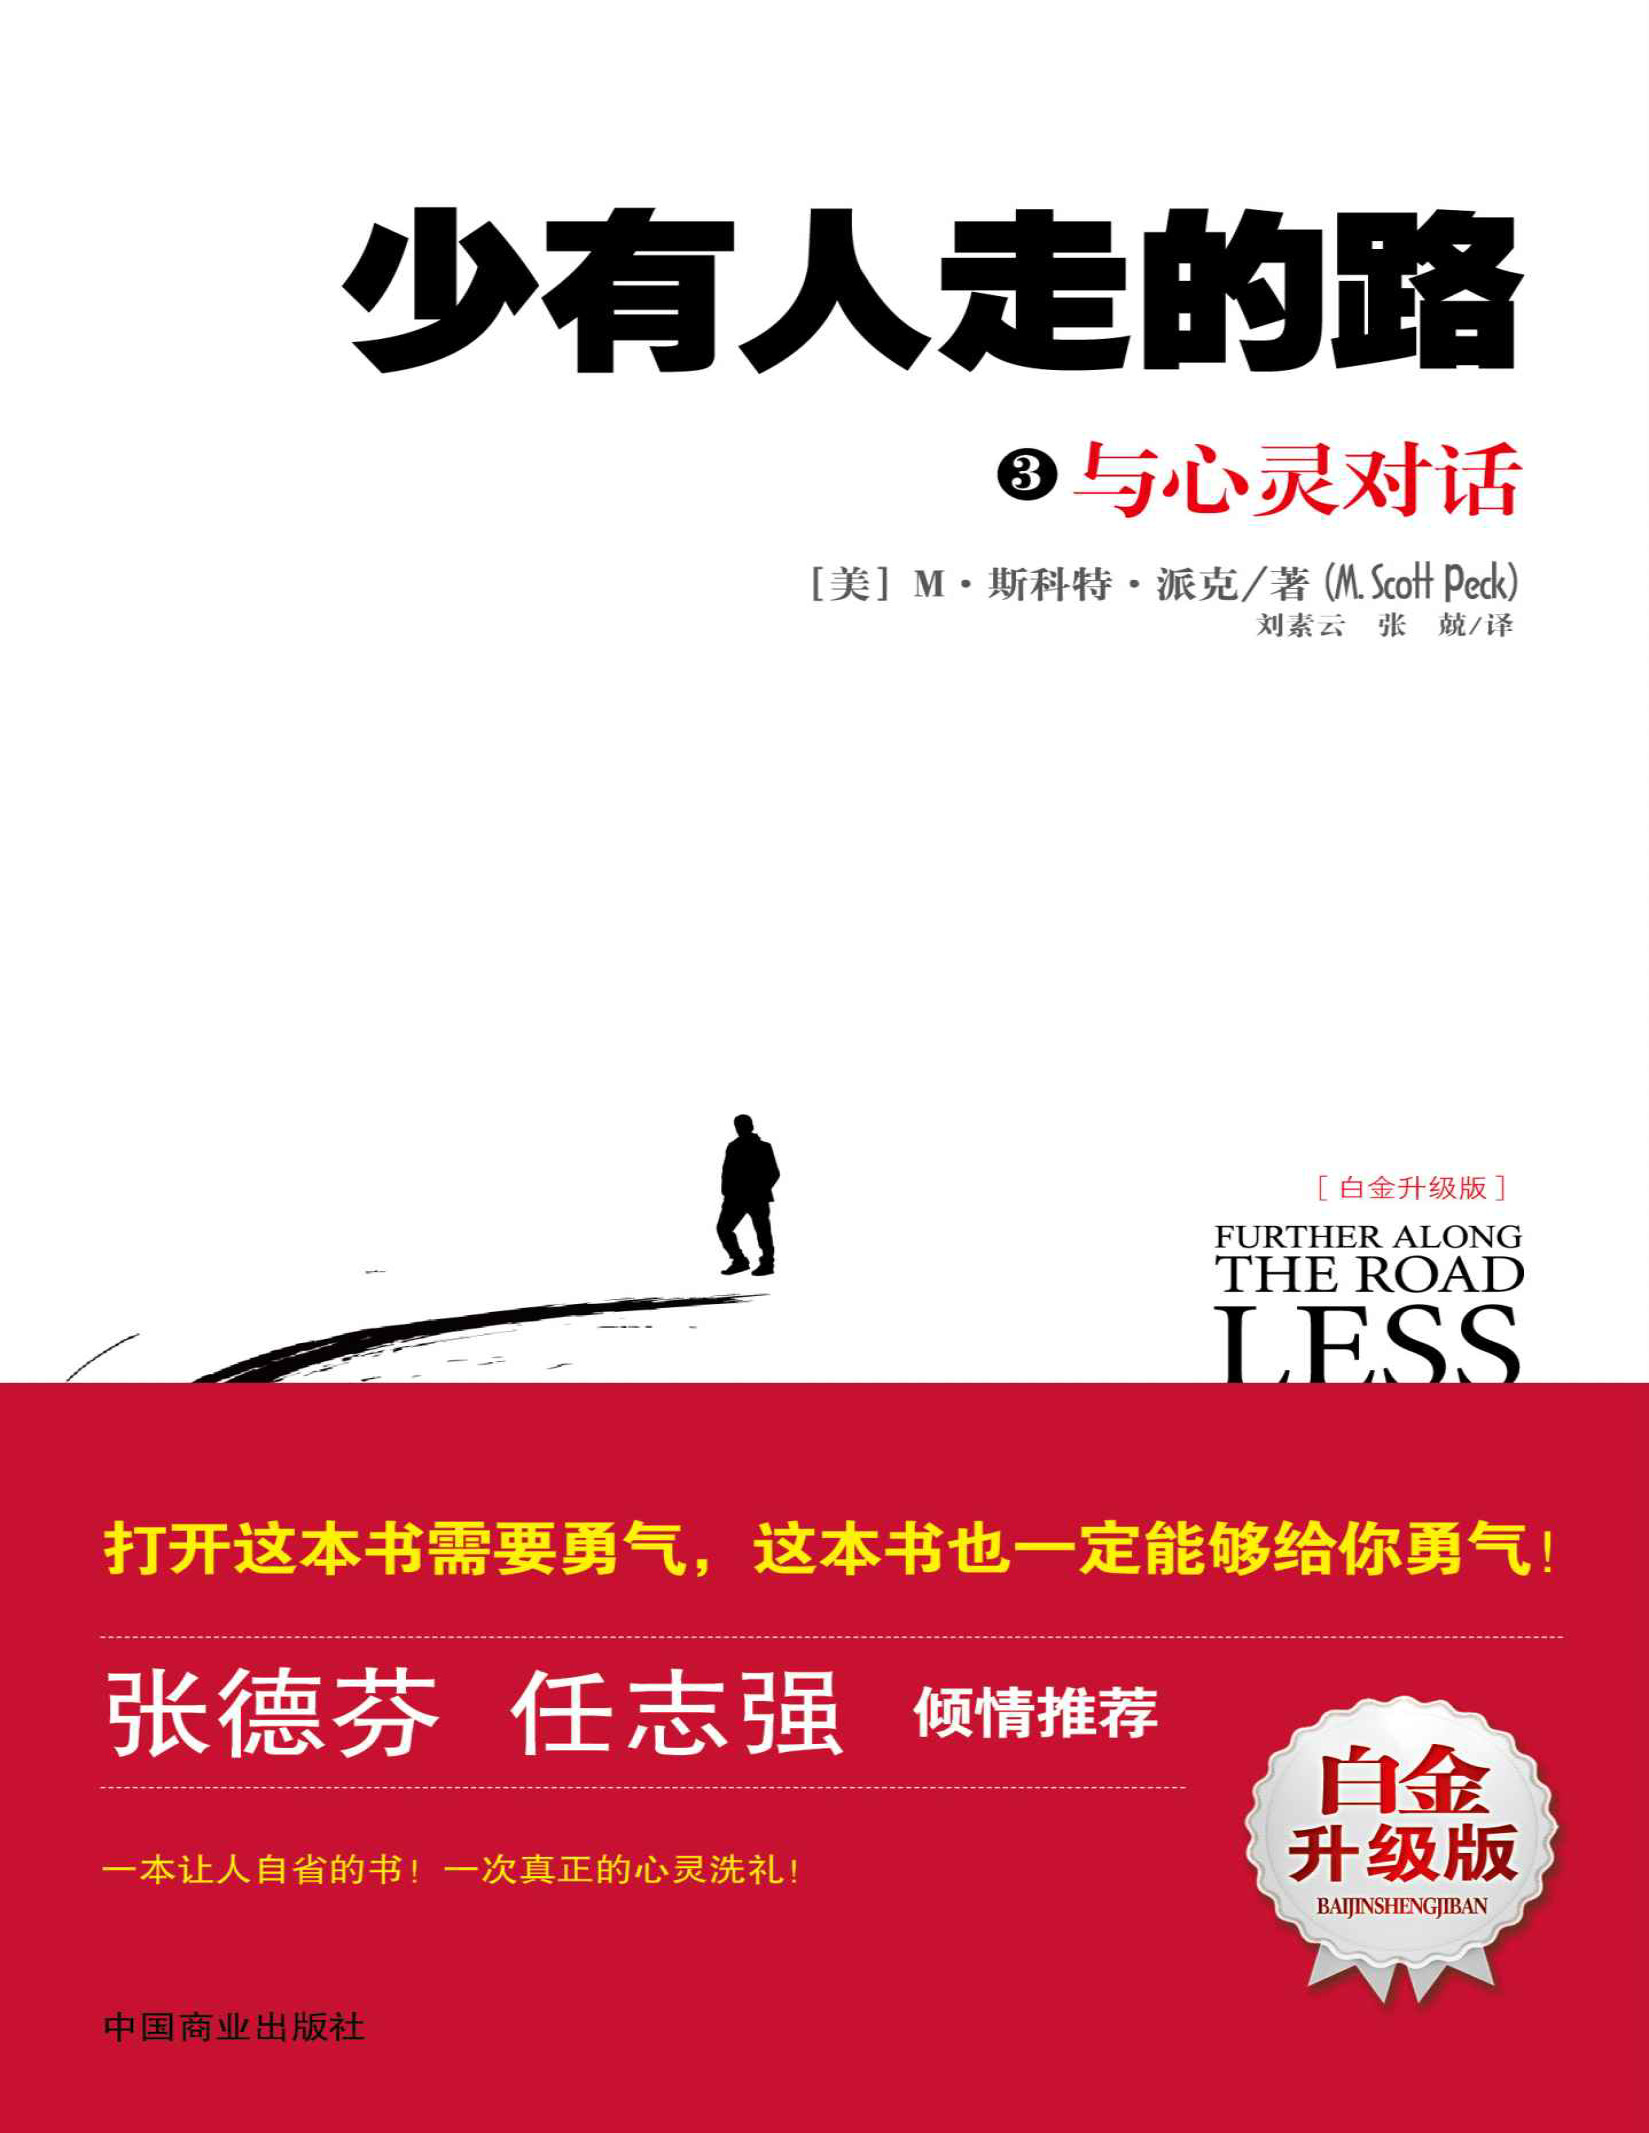 少有人走的路
❸与心灵对话
[美] M·斯科特·派克/著 (M. Scott Peck)
刘素云 张 兢/译
[白金升级版]
FURTHER ALONG
THE ROAD
LESS
打开这本书需要勇气，这本书也一定能够给你勇气！
张德芬 任志强 倾情推荐
一本让人自省的书！一次真正的心灵洗礼！
白金
升级版
BAIJINSHENGJIBAN
中国商业出版社